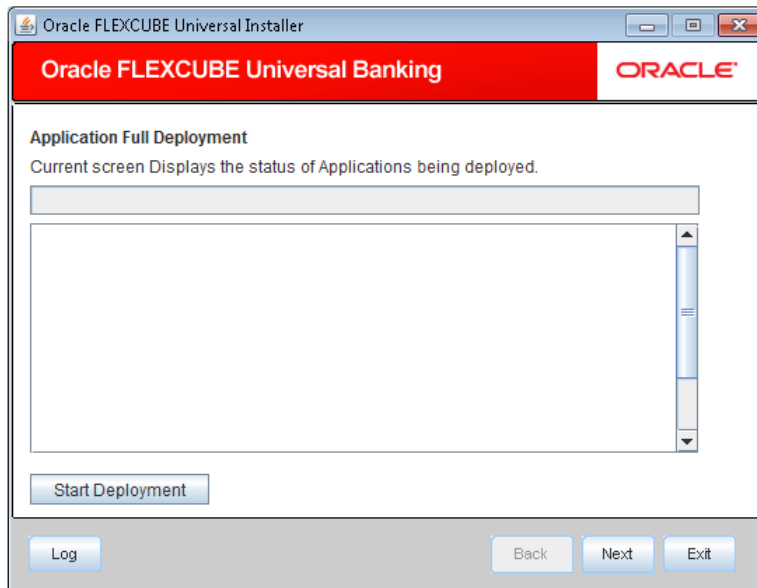 Oracle FLEXCUBE Universal Installer
Oracle FLEXCUBE Universal Banking
ORACLE
Application Full Deployment
Current screen Displays the status of Applications being deployed.
Start Deployment
Log
Back
Next
Exit